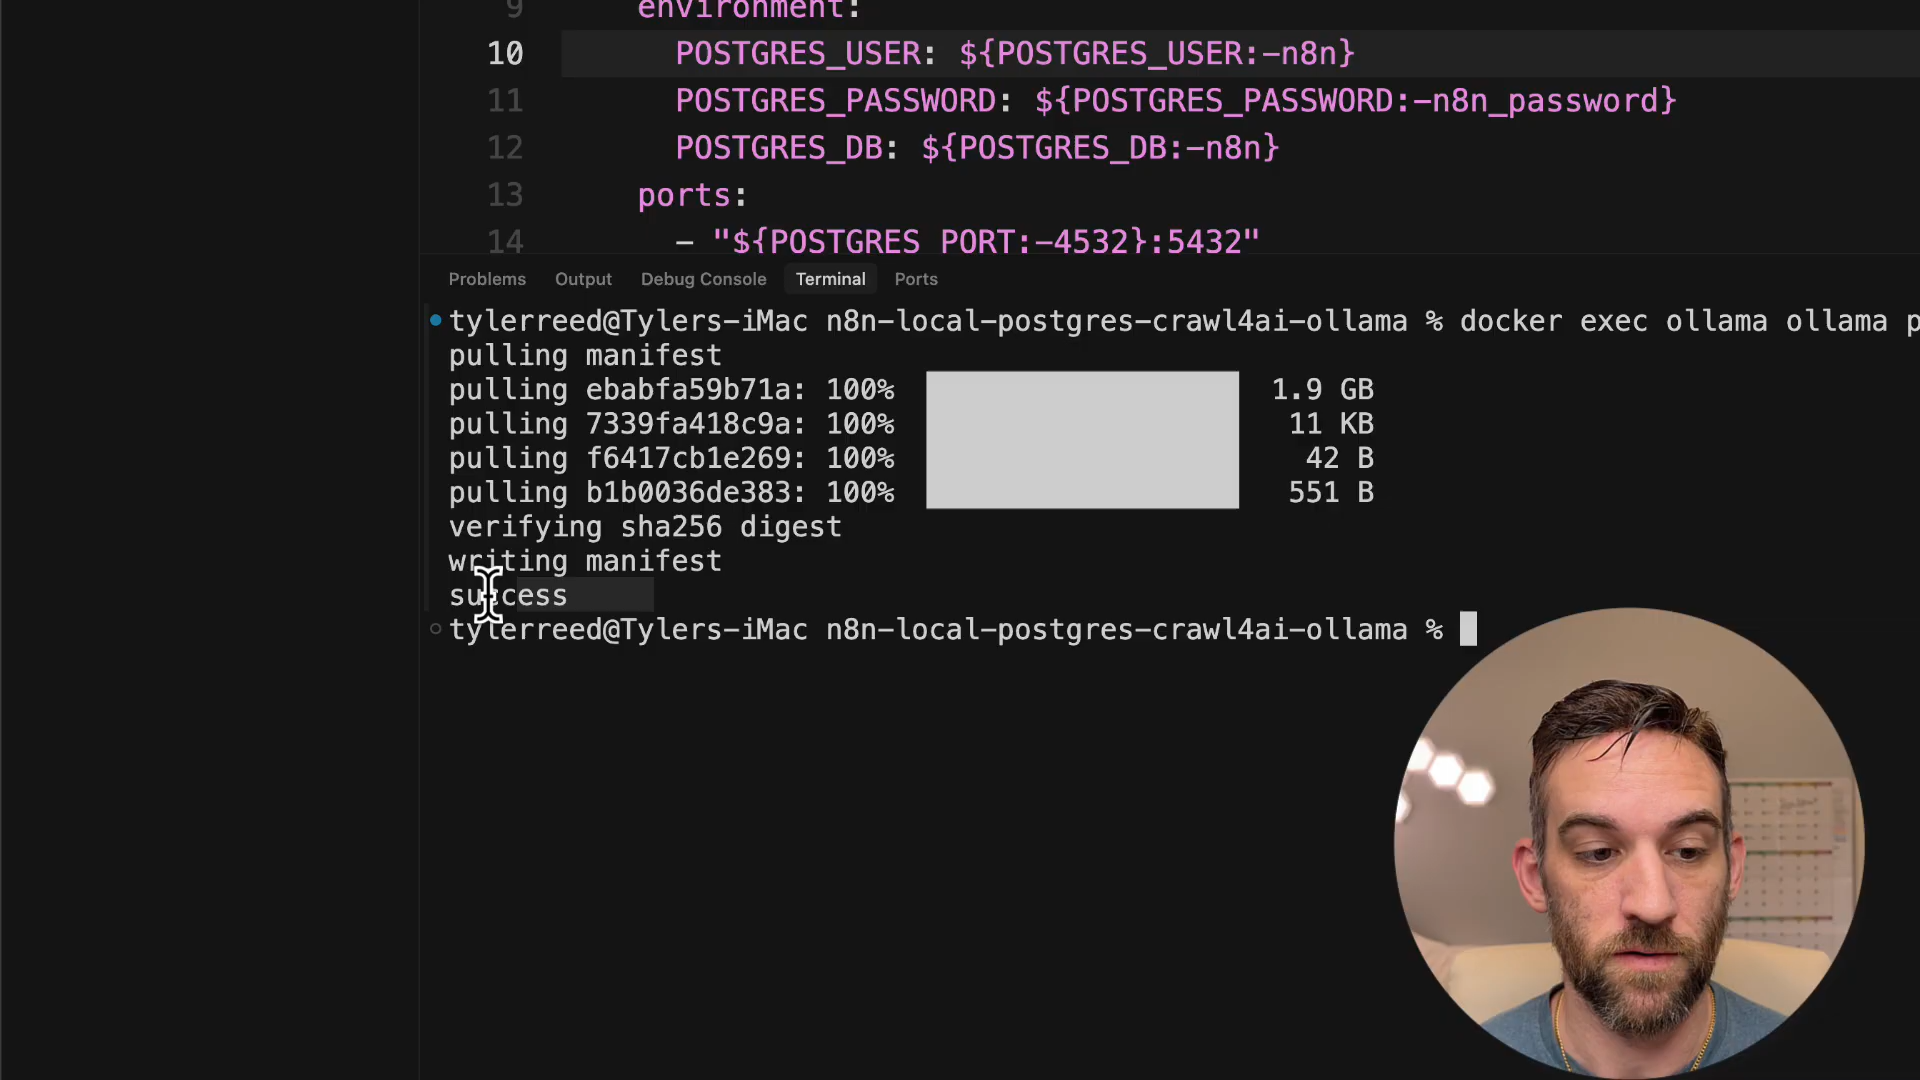 9 environment:
10 POSTGRES_USER: ${POSTGRES_USER:-n8n}
11 POSTGRES_PASSWORD: ${POSTGRES_PASSWORD:-n8n_password}
12 POSTGRES_DB: ${POSTGRES_DB:-n8n}
13 ports:
14 - "${POSTGRES_PORT:-4532}:5432"
Problems Output Debug Console Terminal Ports
tylerreed@Tylers-iMac n8n-local-postgres-crawl4ai-ollama % docker exec ollama ollama p
pulling manifest
pulling ebabfa59b71a: 100% 1.9 GB
pulling 7339fa418c9a: 100% 11 KB
pulling f6417cb1e269: 100% 42 B
pulling b1b0036de383: 100% 551 B
verifying sha256 digest
writing manifest
success
tylerreed@Tylers-iMac n8n-local-postgres-crawl4ai-ollama %